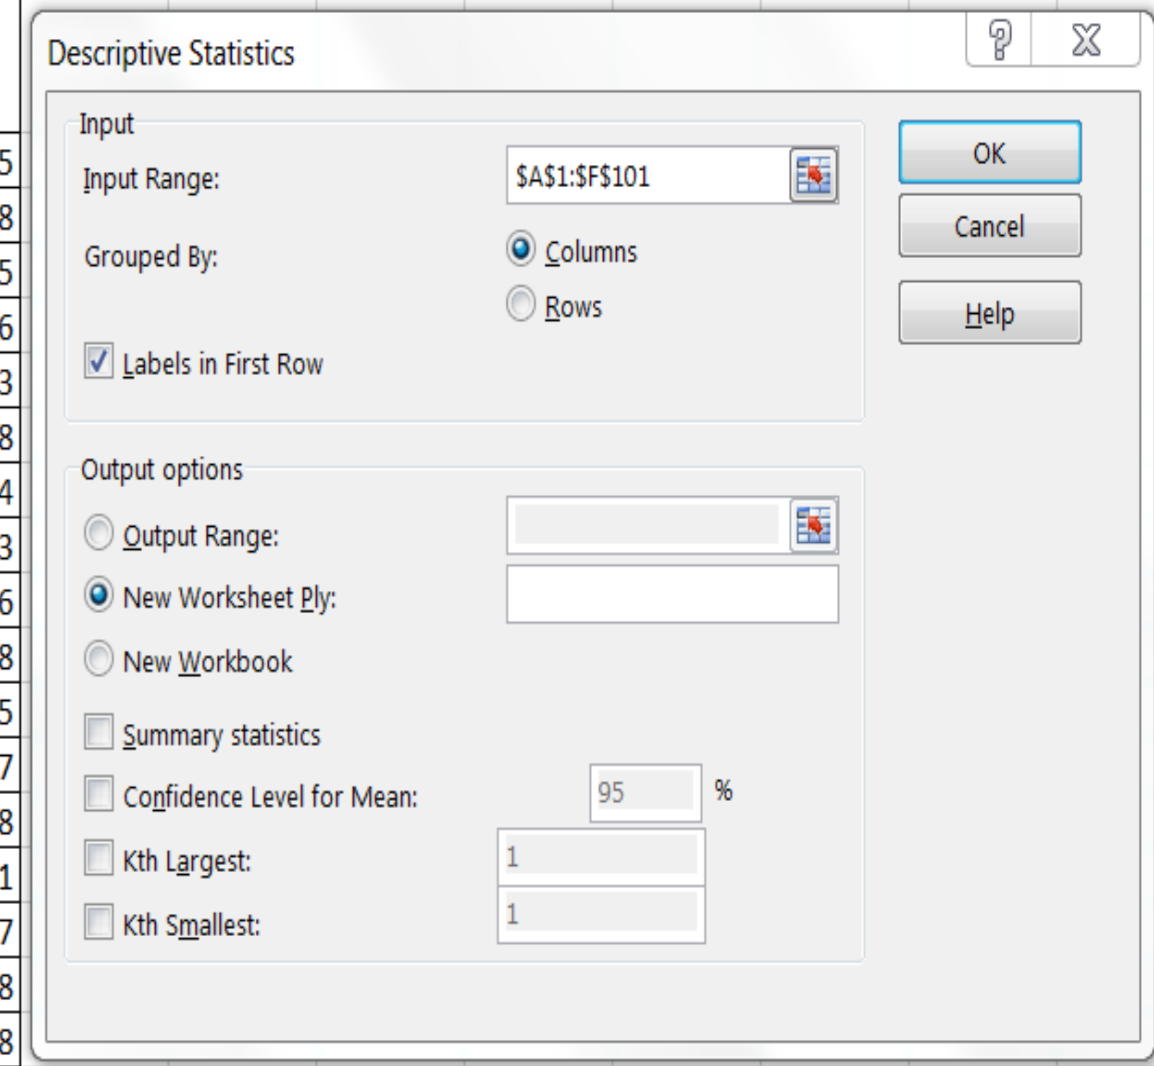 Descriptive Statistics
Input
Input Range: $A$1:$F$101
Grouped By: Columns
Rows
Labels in First Row
OK
Cancel
Help
Output options
Output Range:
New Worksheet Ply:
New Workbook
Summary statistics
Confidence Level for Mean: 95 %
Kth Largest: 1
Kth Smallest: 1
5
8
5
6
3
8
4
3
6
8
5
7
8
1
7
8
8